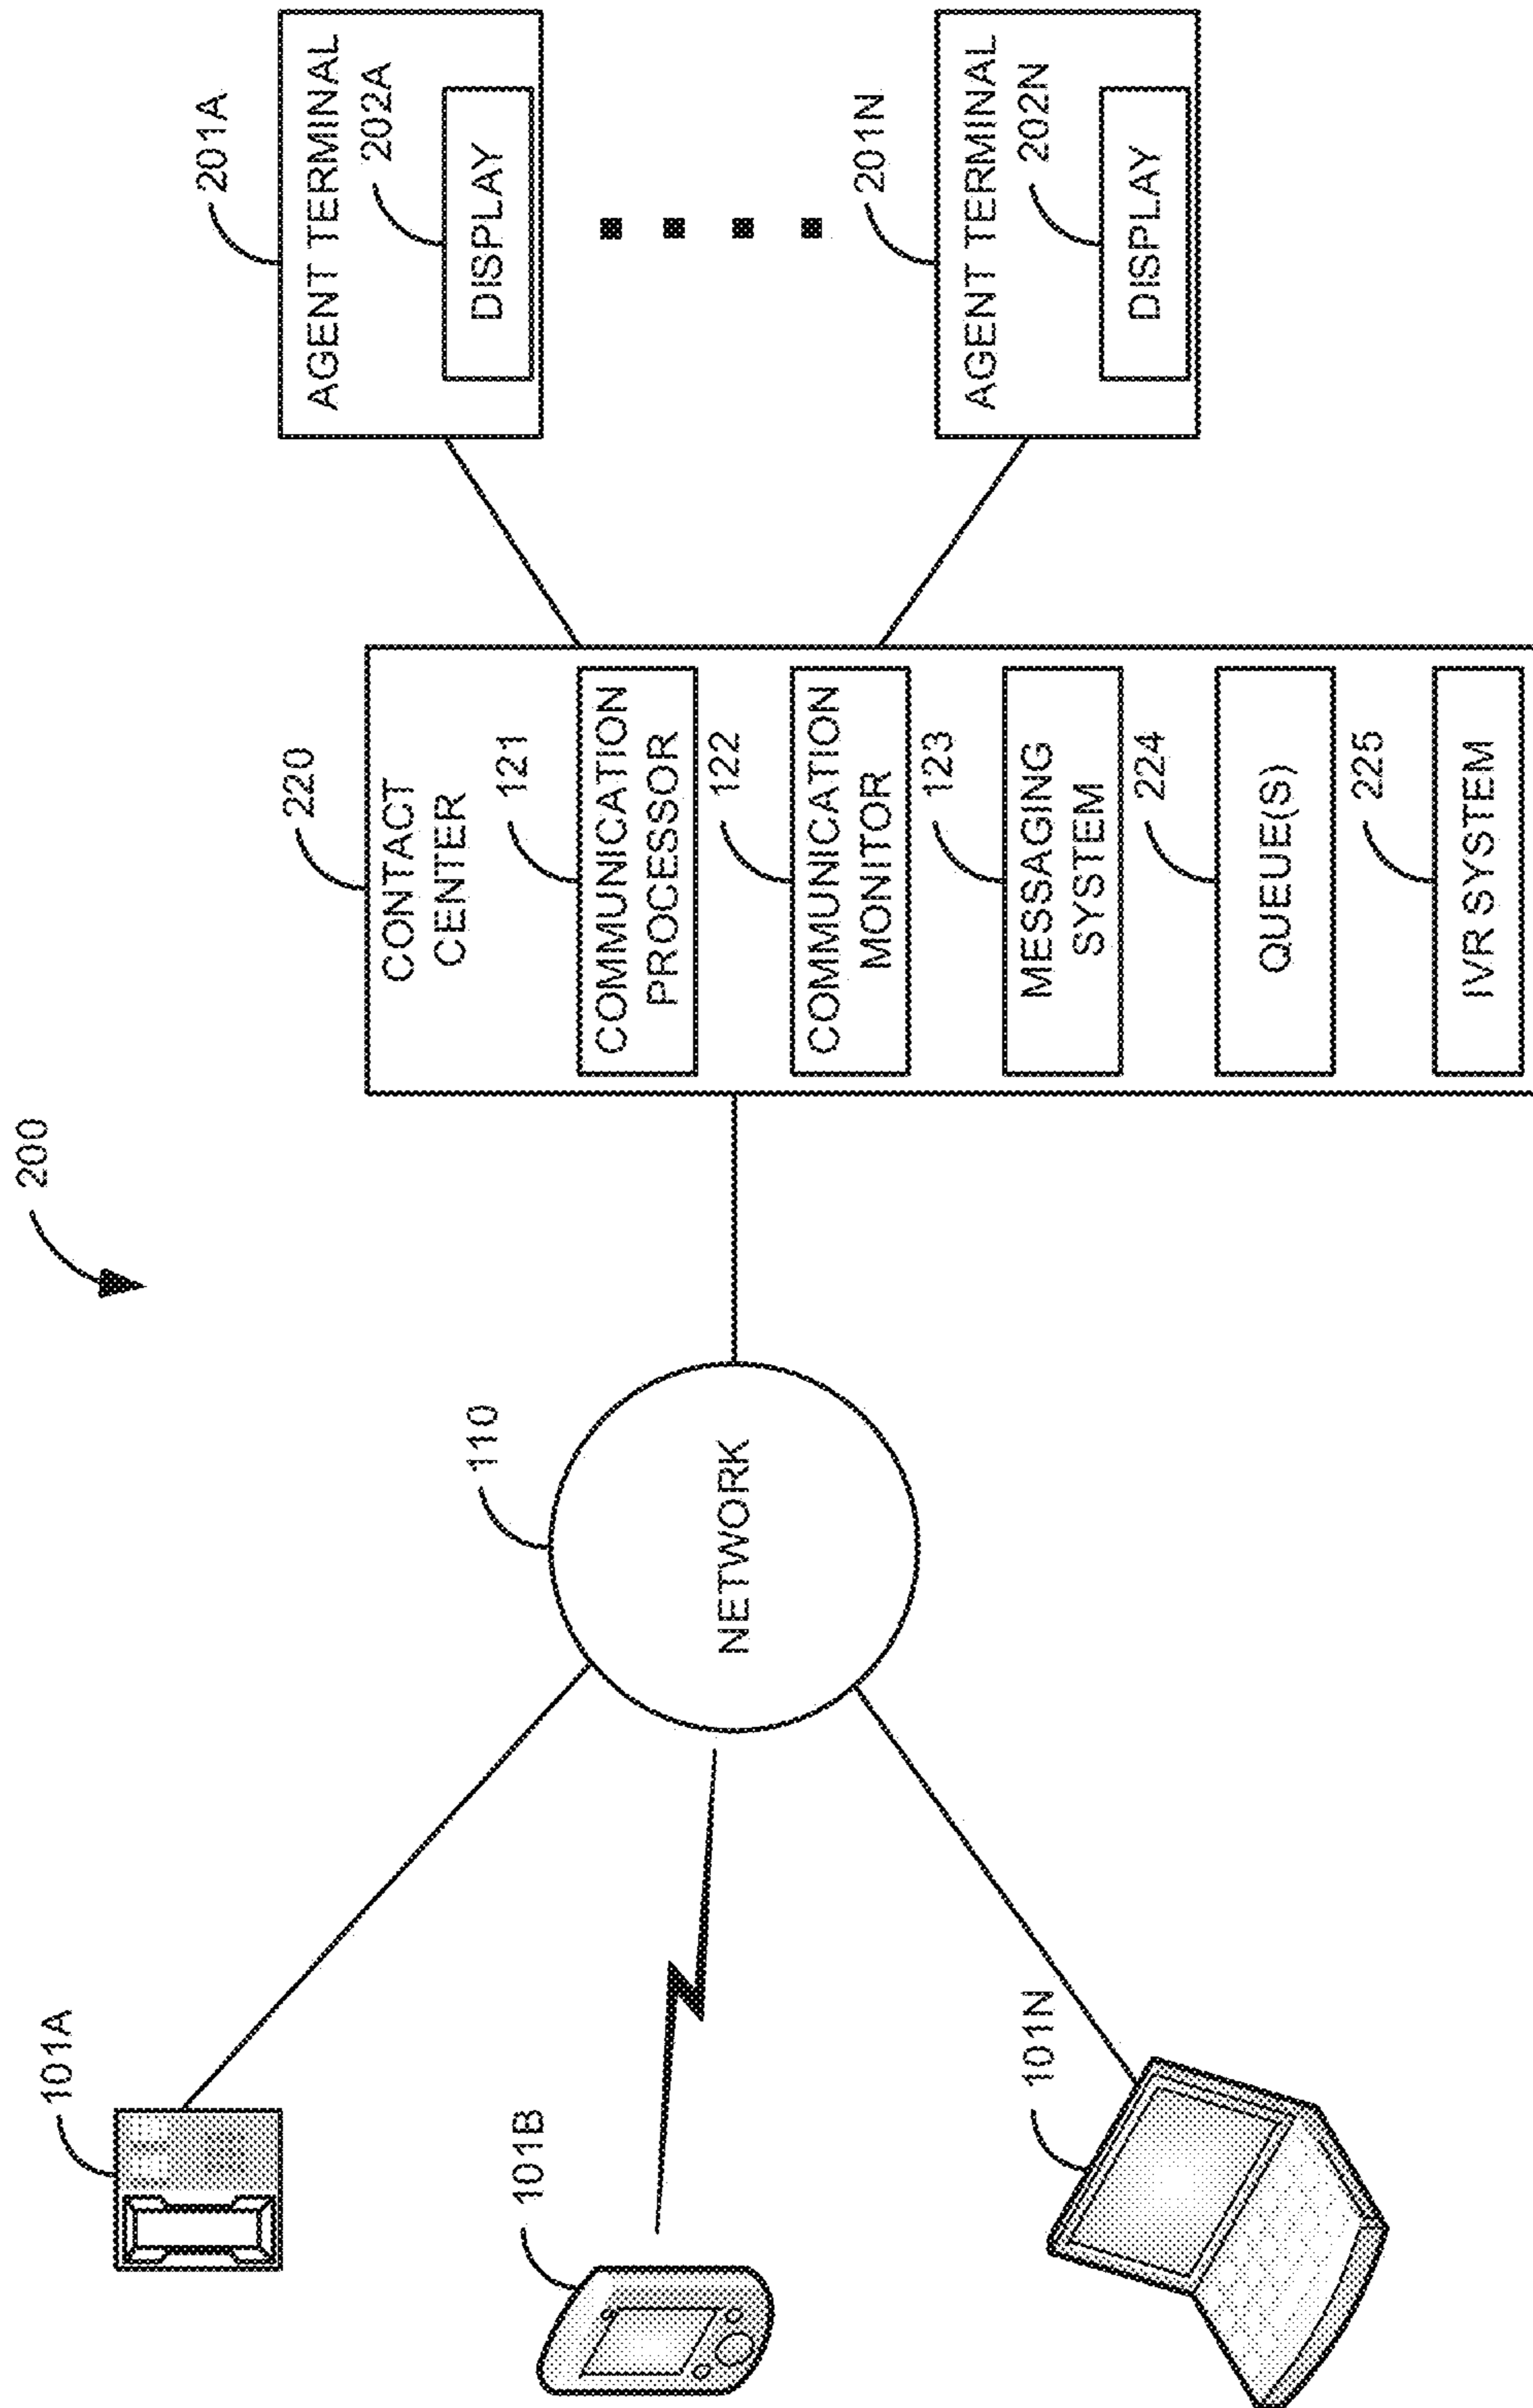 200
101A
101B
101N
110
NETWORK
220
CONTACT
CENTER
121
COMMUNICATION
PROCESSOR
122
COMMUNICATION
MONITOR
123
MESSAGING
SYSTEM
224
QUEUE(S)
225
IVR SYSTEM
201A
AGENT TERMINAL
202A
DISPLAY
201N
AGENT TERMINAL
202N
DISPLAY